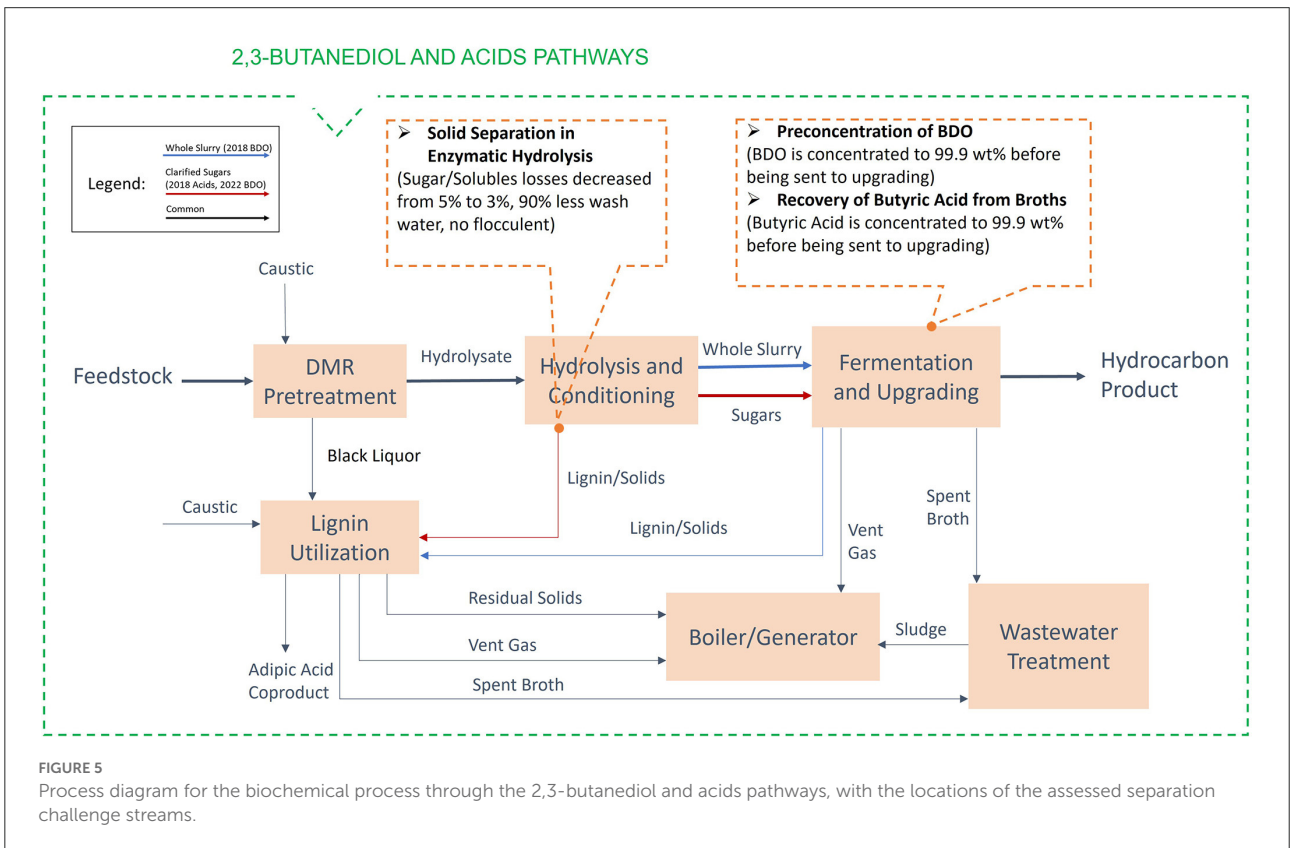 2,3-BUTANEDIOL AND ACIDS PATHWAYS
Legend:
Whole Slurry (2018 BDO)
Clarified Sugars
(2018 Acids, 2022 BDO)
Common
➢ Solid Separation in
Enzymatic Hydrolysis
(Sugar/Solubles losses decreased
from 5% to 3%, 90% less wash
water, no flocculent)
➢ Preconcentration of BDO
(BDO is concentrated to 99.9 wt% before
being sent to upgrading)
➢ Recovery of Butyric Acid from Broths
(Butyric Acid is concentrated to 99.9 wt%
before being sent to upgrading)
Caustic
Feedstock
DMR
Pretreatment
Hydrolysate
Hydrolysis and
Conditioning
Whole Slurry
Sugars
Fermentation
and Upgrading
Hydrocarbon
Product
Black Liquor
Lignin/Solids
Caustic
Lignin
Utilization
Lignin/Solids
Vent
Gas
Spent
Broth
Residual Solids
Vent Gas
Spent Broth
Adipic Acid
Coproduct
Boiler/Generator
Sludge
Wastewater
Treatment
FIGURE 5
Process diagram for the biochemical process through the 2,3-butanediol and acids pathways, with the locations of the assessed separation
challenge streams.